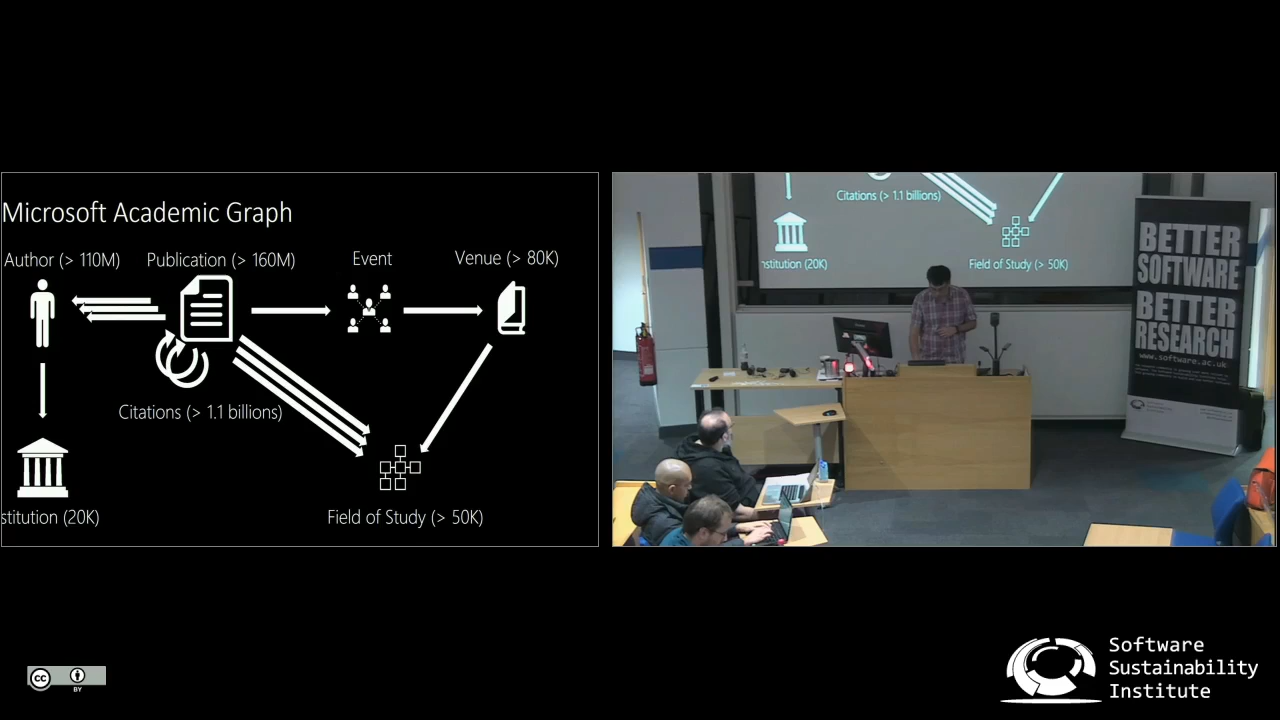 Microsoft Academic Graph
Author (> 110M)
Publication (> 160M)
Event
Venue (> 80K)
Citations (> 1.1 billions)
stitution (20K)
Field of Study (> 50K)
Citations (> 1.1 billions)
nstitution (20K)
Field of Study (> 50K)
BETTER
SOFTWARE
BETTER
RESEARCH
www.software.ac.uk
cc
BY
Software
Sustainability
Institute